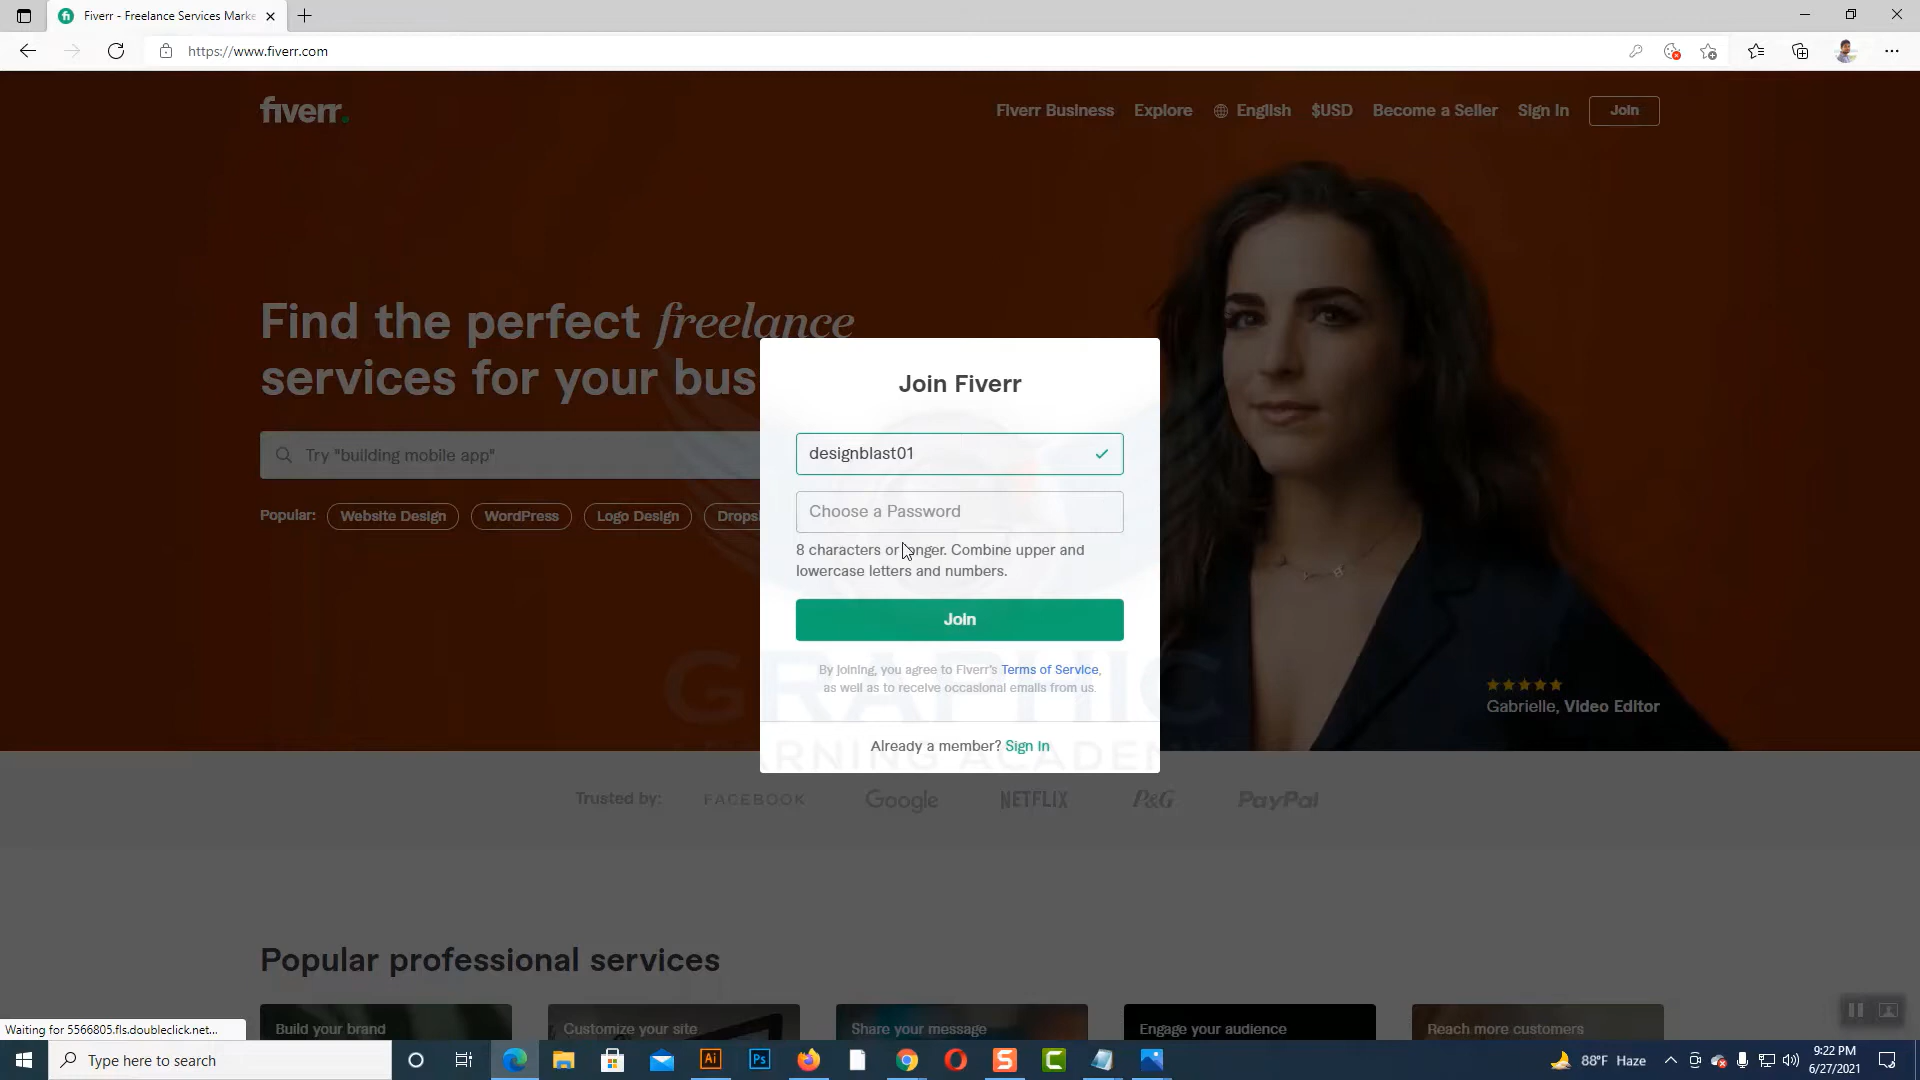 Fiverr - Freelance Services Marke
https://www.fiverr.com
fiverr.
Fiverr Business
Explore
English
$USD
Become a Seller
Sign In
Join
Find the perfect freelance
services for your bus
Try "building mobile app"
Popular:
Website Design
WordPress
Logo Design
Drops
Join Fiverr
designblast01
Choose a Password
8 characters or longer. Combine upper and
lowercase letters and numbers.
Join
By joining, you agree to Fiverr's Terms of Service,
as well as to receive occasional emails from us.
Already a member? Sign In
GRAPHIC
LEARNING ACADEMY
Gabrielle, Video Editor
Trusted by:
FACEBOOK
Google
NETFLIX
P&G
PayPal
Popular professional services
Build your brand
Customize your site
Share your message
Engage your audience
Reach more customers
Waiting for 5566805.fls.doubleclick.net...
Type here to search
Ai
Ps
88°F Haze
9:22 PM
6/27/2021